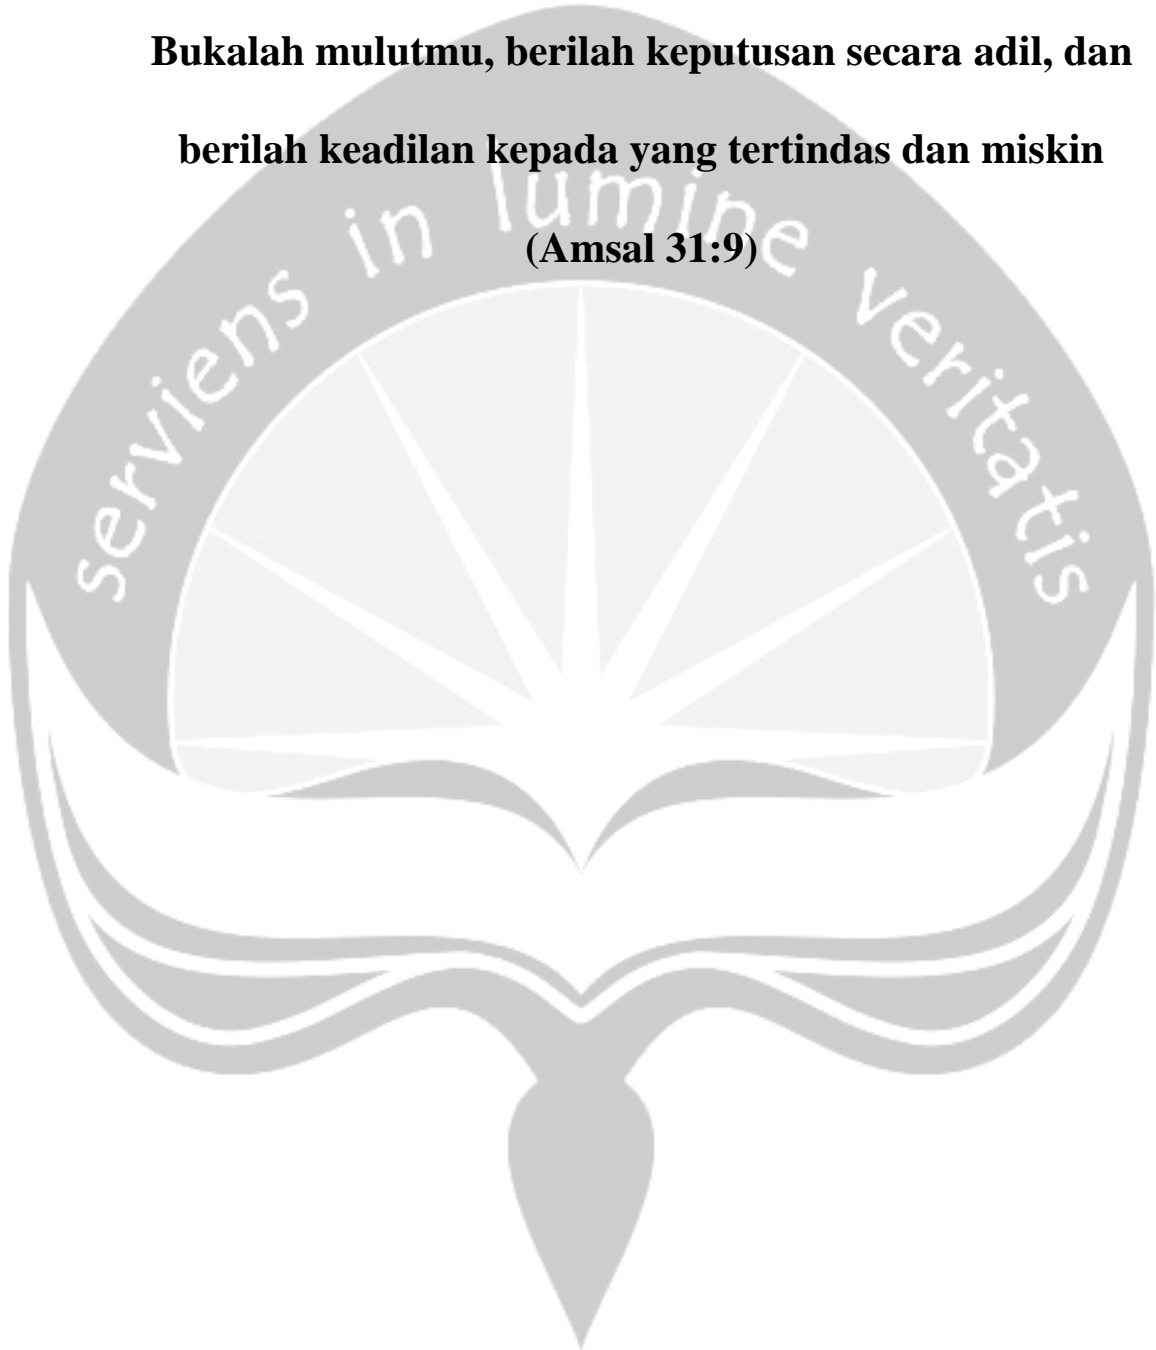 Bukalah mulutmu, berilah keputusan secara adil, dan
berilah keadilan kepada yang tertindas dan miskin
(Amsal 31:9)
serviens in lumine veritatis